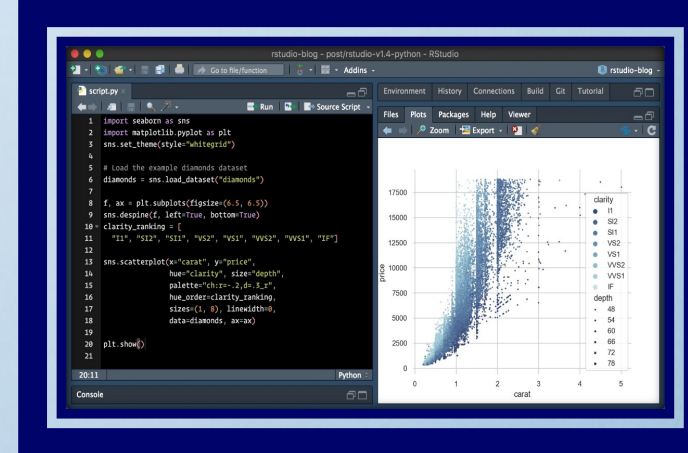 rstudio-blog - post/rstudio-v1.4-python - RStudio
Go to file/function Addins rstudio-blog
script.py
Run Source Script
1 import seaborn as sns
2 import matplotlib.pyplot as plt
3 sns.set_theme(style="whitegrid")
4
5 # Load the example diamonds dataset
6 diamonds = sns.load_dataset("diamonds")
7
8 f, ax = plt.subplots(figsize=(6.5, 6.5))
9 sns.despine(f, left=True, bottom=True)
10 clarity_ranking = [
11 "I1", "SI2", "SI1", "VS2", "VS1", "VVS2", "VVS1", "IF"]
12
13 sns.scatterplot(x="carat", y="price",
14 hue="clarity", size="depth",
15 palette="ch:r=-.2,d=.3_r",
16 hue_order=clarity_ranking,
17 sizes=(1, 8), linewidth=0,
18 data=diamonds, ax=ax)
19
20 plt.show()
21
20:11 Python
Console
Environment History Connections Build Git Tutorial
Files Plots Packages Help Viewer
Zoom Export
17500
15000
12500
10000
7500
5000
2500
0
price
0 1 2 3 4 5
carat
clarity
I1
SI2
SI1
VS2
VS1
VVS2
VVS1
IF
depth
48
54
60
66
72
78